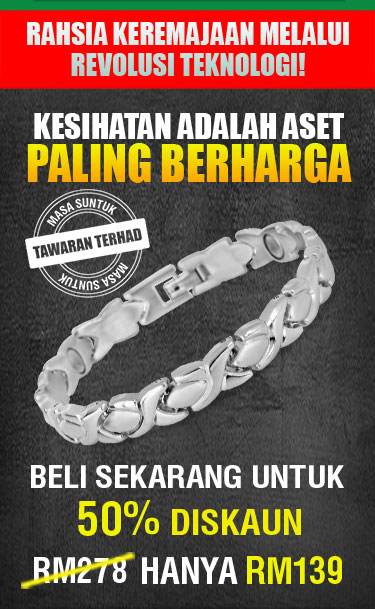 RAHSIA KEREMAJAAN MELALUI
REVOLUSI TEKNOLOGI!
KESIHATAN ADALAH ASET
PALING BERHARGA
MASA SUNTUK
TAWARAN TERHAD
MASA SUNTUK
BELI SEKARANG UNTUK
50% DISKAUN
RM278 HANYA RM139